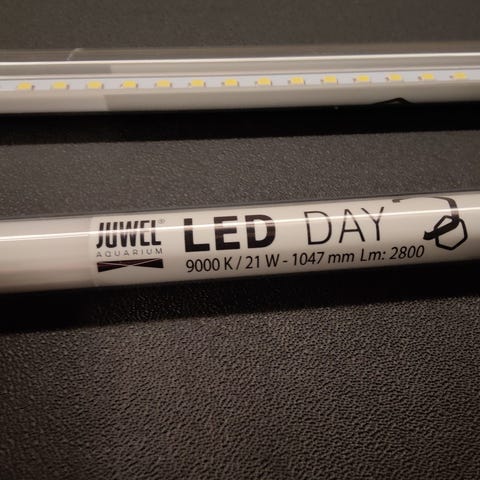 JUWEL® LED DAY
AQUARIUM
9000 K / 21 W - 1047 mm Lm: 2800